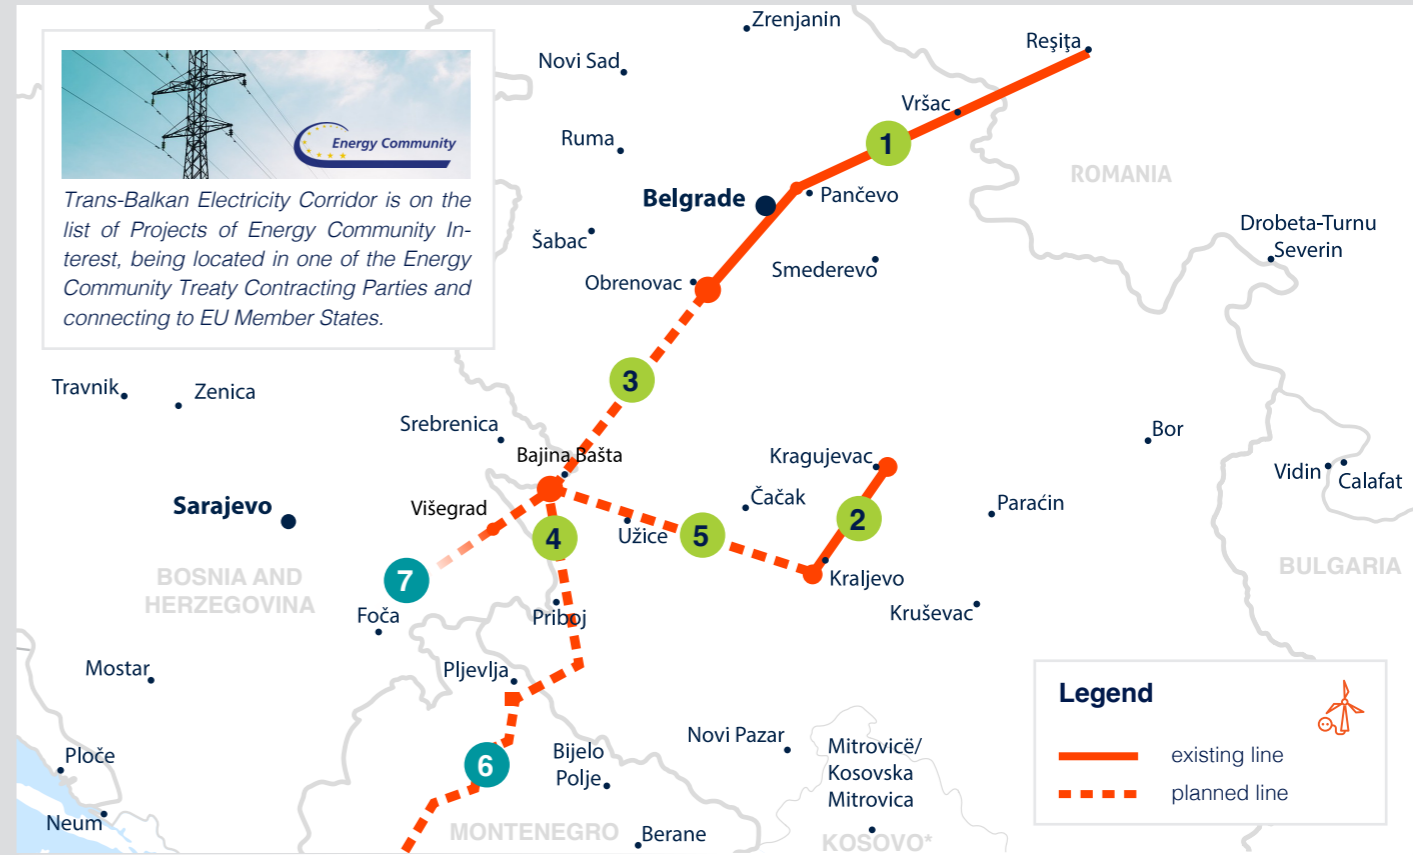 Energy Community
Trans-Balkan Electricity Corridor is on the
list of Projects of Energy Community In-
terest, being located in one of the Energy
Community Treaty Contracting Parties and
connecting to EU Member States.
Zrenjanin
Reşiţa
Novi Sad
Vršac
Ruma
1
ROMANIA
Belgrade
Pančevo
Drobeta-Turnu
Severin
Šabac
Smederevo
Obrenovac
3
Travnik
Zenica
Srebrenica
Bor
Bajina Bašta
Kragujevac
Vidin
Calafat
Čačak
Paraćin
Sarajevo
Višegrad
2
4
Užice
5
BULGARIA
7
BOSNIA AND
HERZEGOVINA
Kraljevo
Foča
Priboj
Kruševac
Mostar
Pljevlja
Legend
existing line
planned line
Novi Pazar
Mitrovicë/
Kosovska
Mitrovica
Ploče
6
Bijelo
Polje
Neum
MONTENEGRO
Berane
KOSOVO*